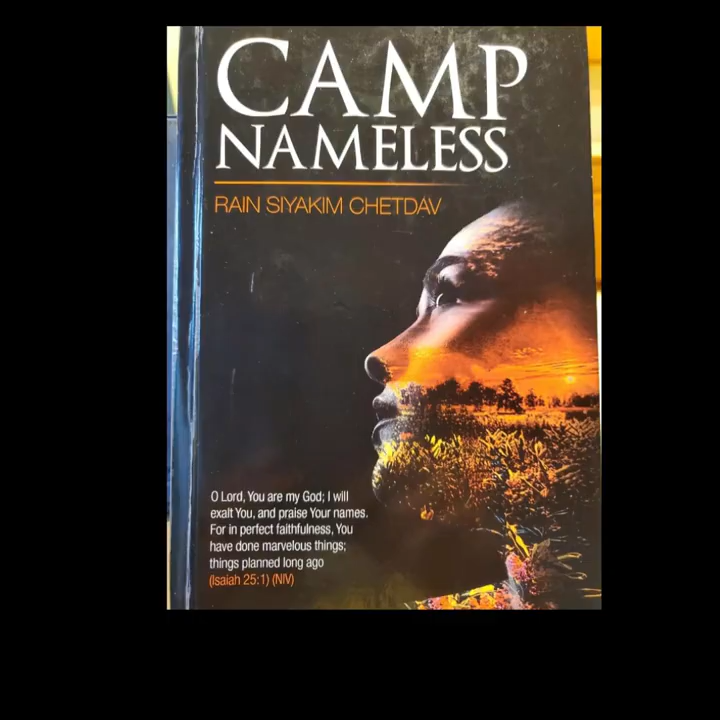 CAMP
NAMELESS
RAIN SIYAKIM CHETDAV
O Lord, You are my God; I will
exalt You, and praise Your names.
For in perfect faithfulness, You
have done marvelous things;
things planned long ago
(Isaiah 25:1) (NIV)